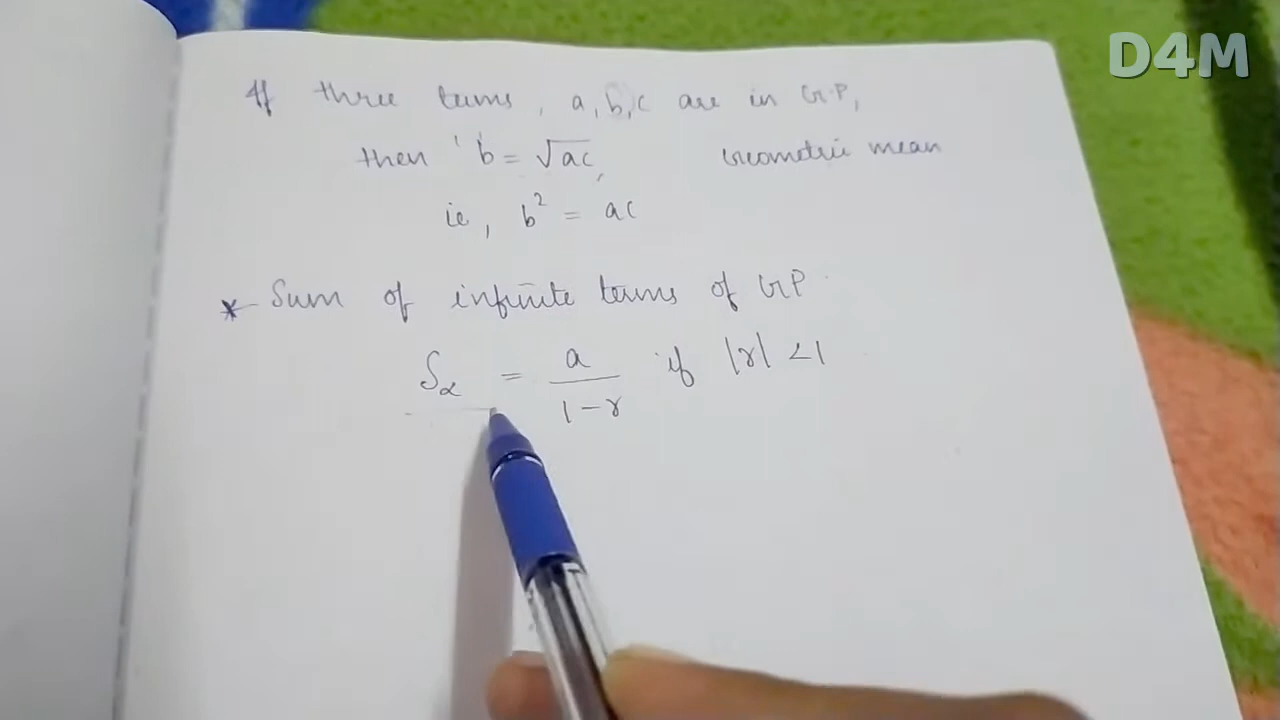 D4M
If three terms, a, b, c are in G.P,
then b = √ac, Geometric mean
ie, b² = ac
* Sum of infinite terms of GP
S∝ = a/(1-r) if |r| < 1